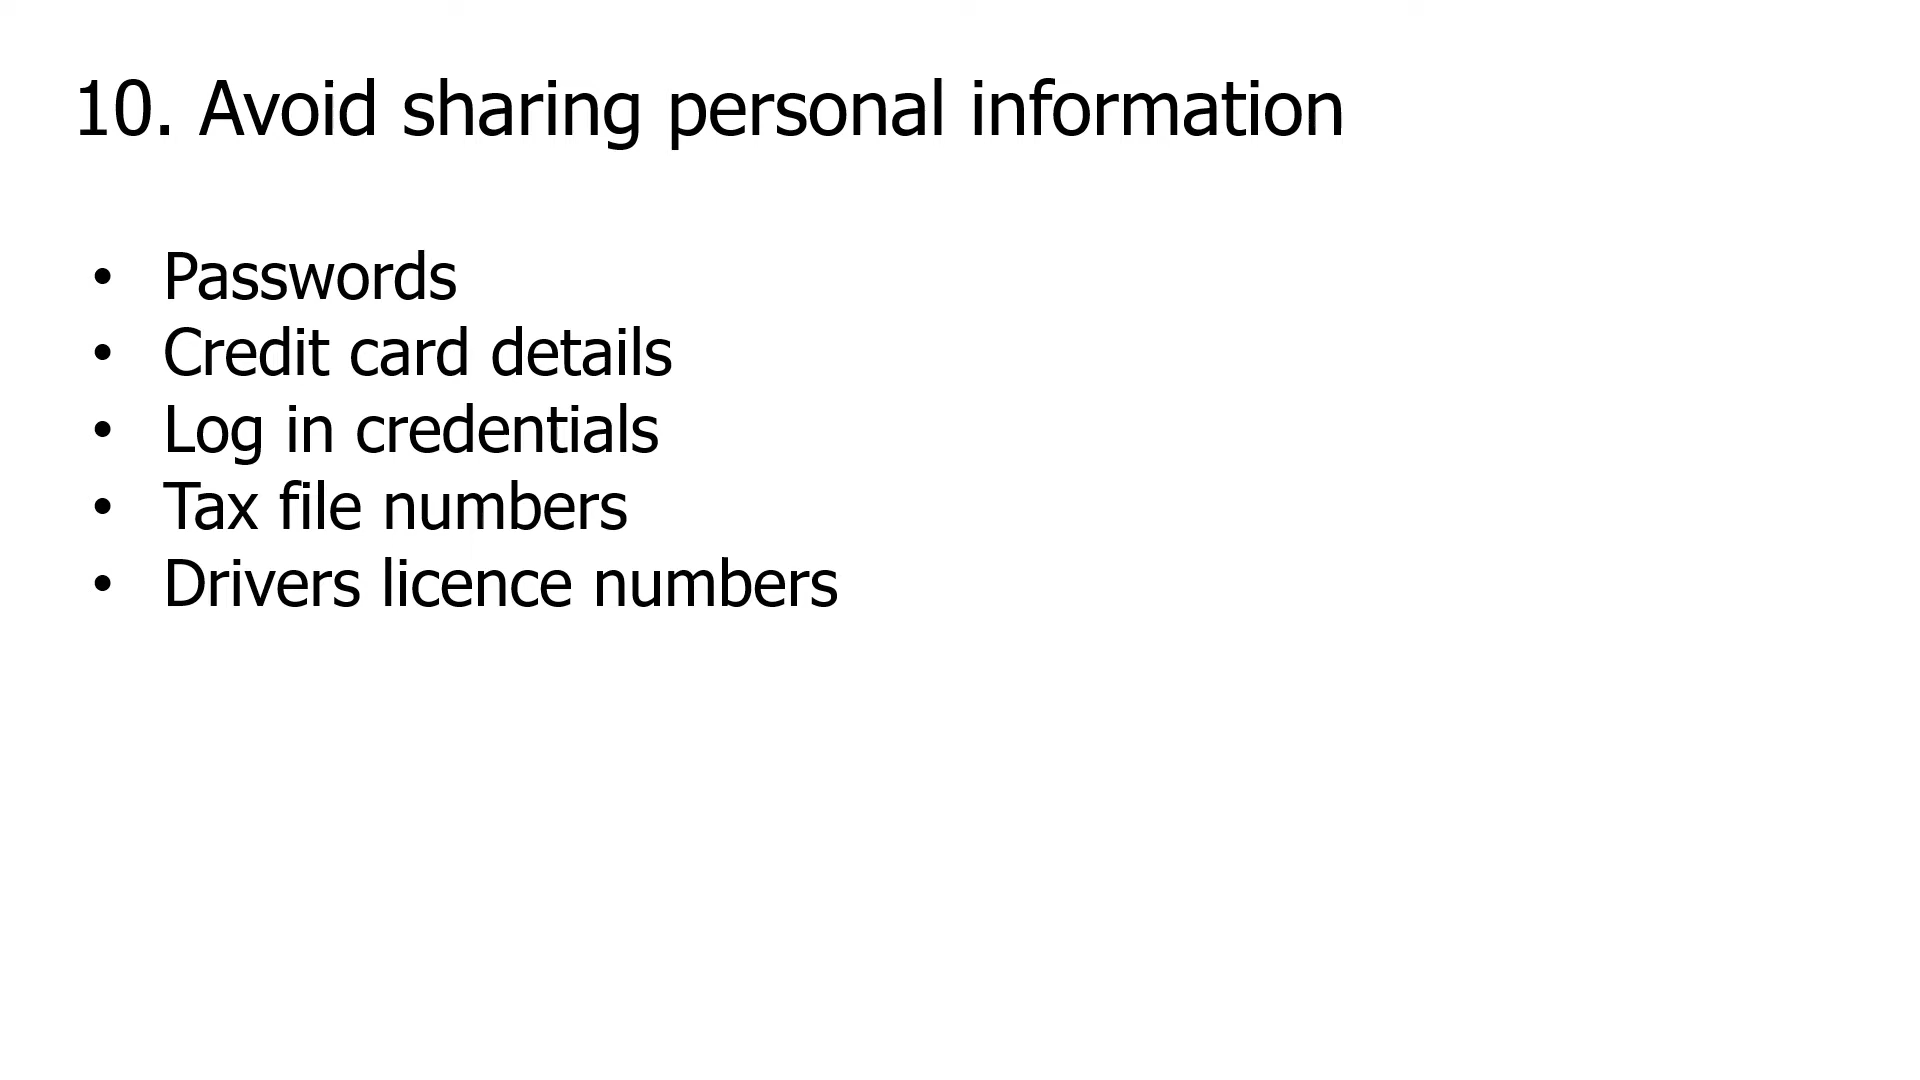 10. Avoid sharing personal information
• Passwords
• Credit card details
• Log in credentials
• Tax file numbers
• Drivers licence numbers